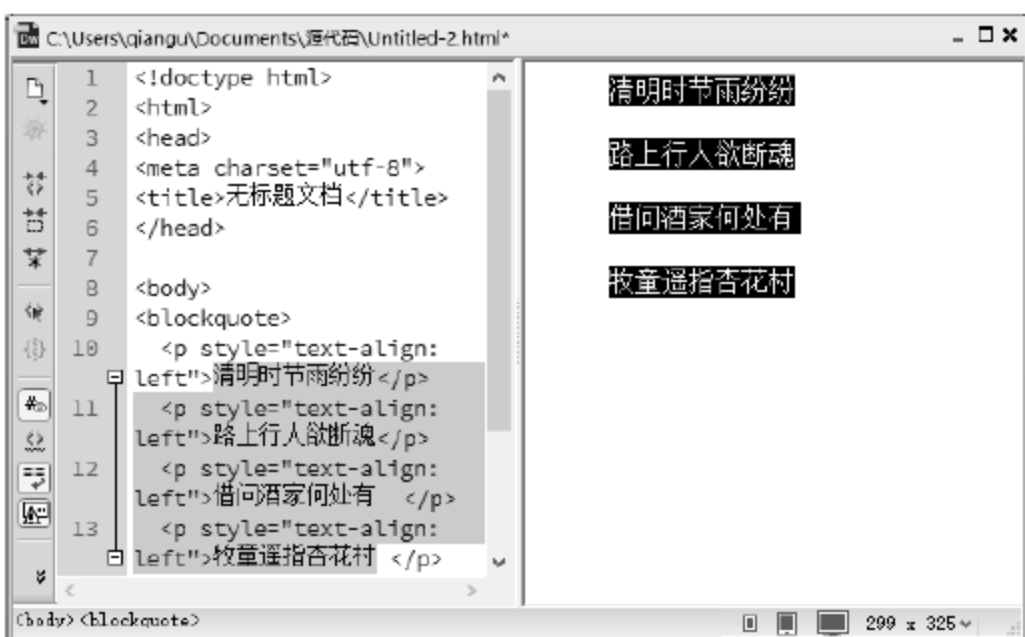 Dw C:\Users\qiangu\Documents\源代码\Untitled-2.html*
1 <!doctype html>
2 <html>
3 <head>
4 <meta charset="utf-8">
5 <title>无标题文档</title>
6 </head>
7
8 <body>
9 <blockquote>
10 <p style="text-align:
left">清明时节雨纷纷</p>
11 <p style="text-align:
left">路上行人欲断魂</p>
12 <p style="text-align:
left">借问酒家何处有 </p>
13 <p style="text-align:
left">牧童遥指杏花村 </p>
清明时节雨纷纷
路上行人欲断魂
借问酒家何处有
牧童遥指杏花村
<body> <blockquote>
299 x 325